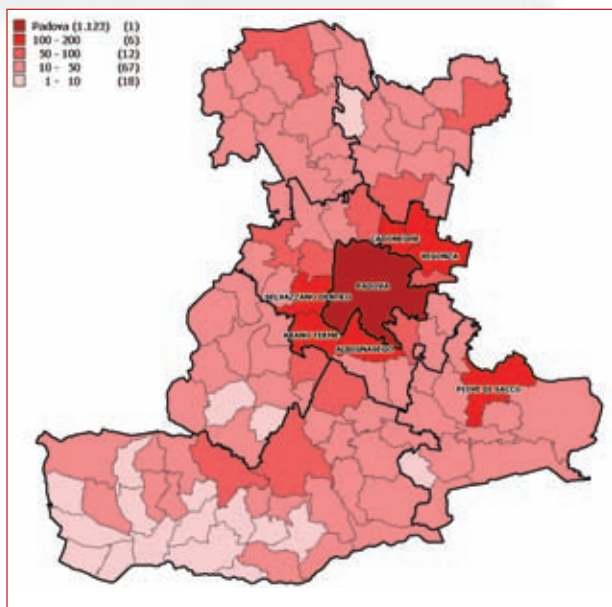 Padova (1.123) (1)
100 - 200 (6)
50 - 100 (12)
10 - 50 (67)
1 - 10 (18)
CADONEGHE
VIGONZA
PADOVA
SELVAZZANO DENTRO
ABANO TERME
ALBIGNASEGO
PIOVE DI SACCO